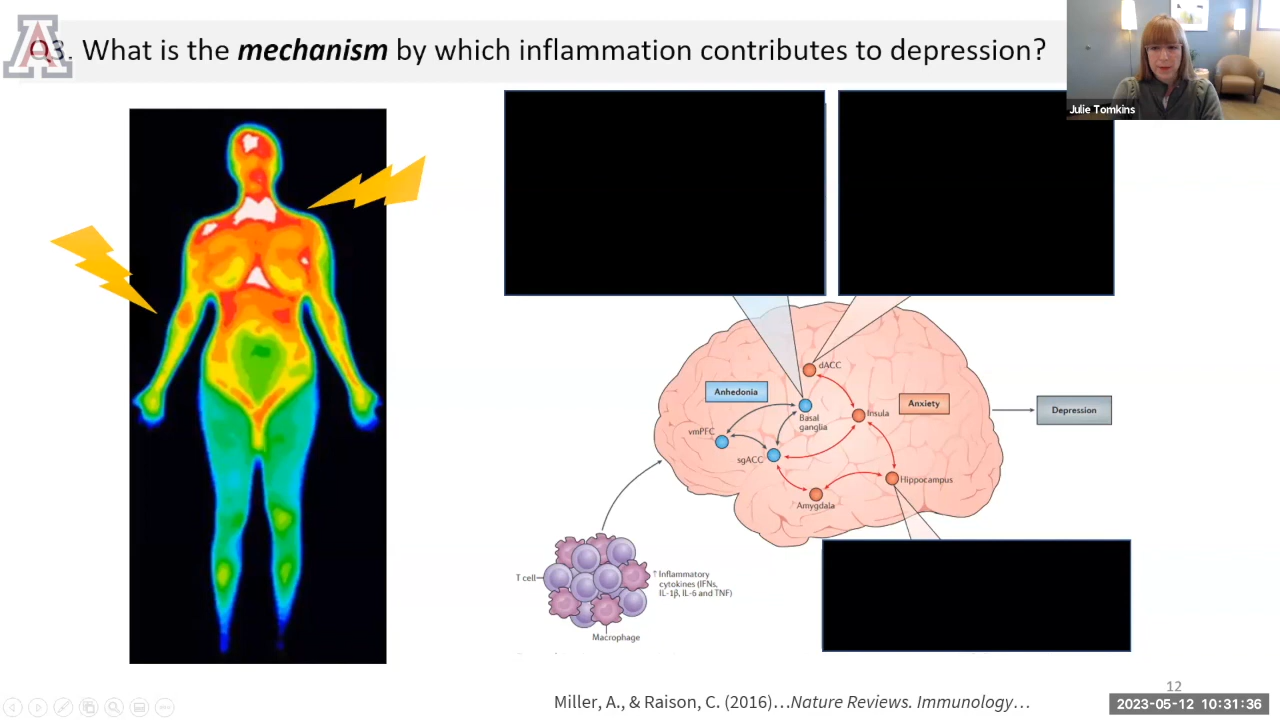 Q3. What is the mechanism by which inflammation contributes to depression?
Julie Tomkins
dACC
Anhedonia
Anxiety
Basal
ganglia
Insula
Depression
vmPFC
sgACC
Hippocampus
Amygdala
T cell
↑ Inflammatory
cytokines (IFNs,
IL-1β, IL-6 and TNF)
Macrophage
12
Miller, A., & Raison, C. (2016)…Nature Reviews. Immunology…
2023-05-12 10:31:36